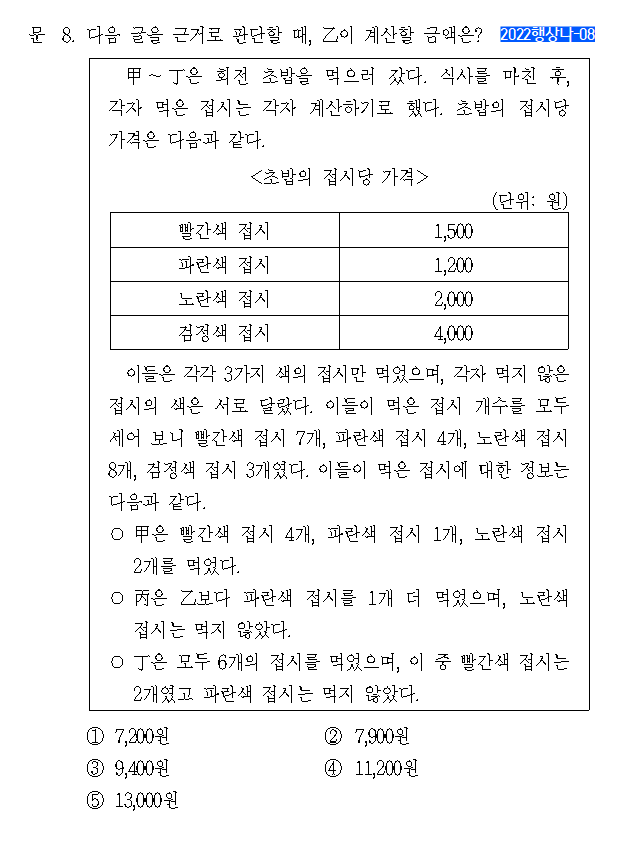 문 8. 다음 글을 근거로 판단할 때, 乙이 계산할 금액은? 2022행상나-08
甲～丁은 회전 초밥을 먹으러 갔다. 식사를 마친 후,
각자 먹은 접시는 각자 계산하기로 했다. 초밥의 접시당
가격은 다음과 같다.
<초밥의 접시당 가격>
(단위: 원)
빨간색 접시 1,500
파란색 접시 1,200
노란색 접시 2,000
검정색 접시 4,000
이들은 각각 3가지 색의 접시만 먹었으며, 각자 먹지 않은
접시의 색은 서로 달랐다. 이들이 먹은 접시 개수를 모두
세어 보니 빨간색 접시 7개, 파란색 접시 4개, 노란색 접시
8개, 검정색 접시 3개였다. 이들이 먹은 접시에 대한 정보는
다음과 같다.
○ 甲은 빨간색 접시 4개, 파란색 접시 1개, 노란색 접시
2개를 먹었다.
○ 丙은 乙보다 파란색 접시를 1개 더 먹었으며, 노란색
접시는 먹지 않았다.
○ 丁은 모두 6개의 접시를 먹었으며, 이 중 빨간색 접시는
2개였고 파란색 접시는 먹지 않았다.
① 7,200원 ② 7,900원
③ 9,400원 ④ 11,200원
⑤ 13,000원